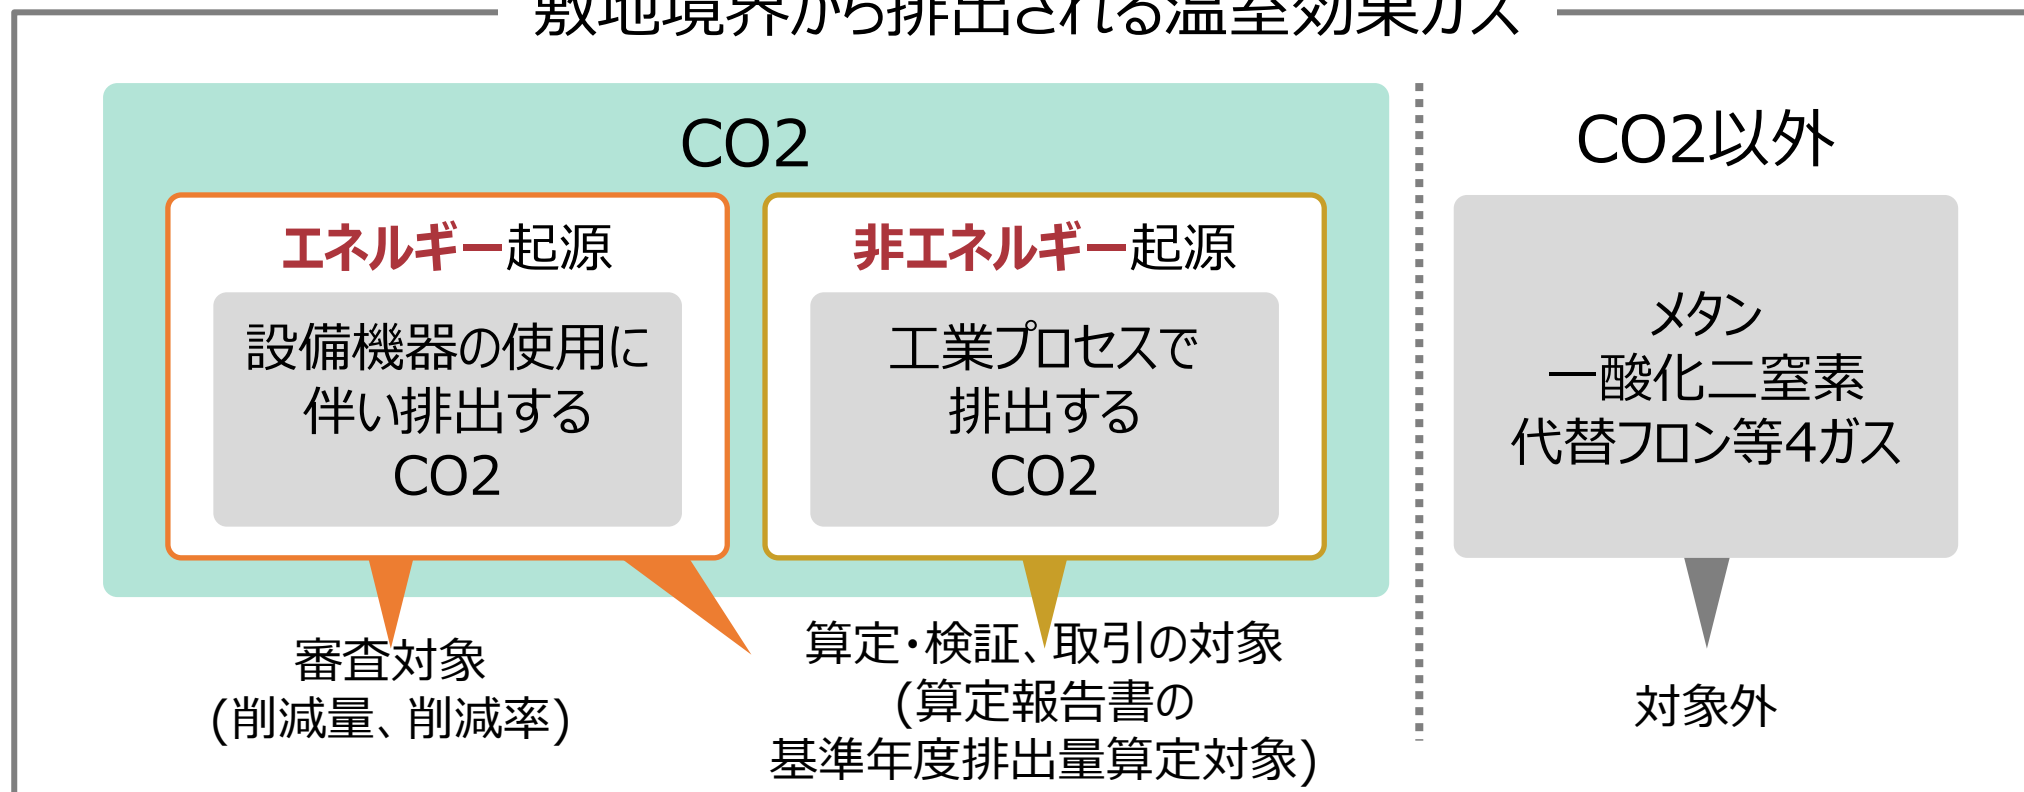 敷地境界から排出される温室効果ガス
CO2
エネルギー起源
設備機器の使用に
伴い排出する
CO2
非エネルギー起源
工業プロセスで
排出する
CO2
CO2以外
メタン
一酸化二窒素
代替フロン等4ガス
審査対象
(削減量、削減率)
算定・検証、取引の対象
(算定報告書の
基準年度排出量算定対象)
対象外